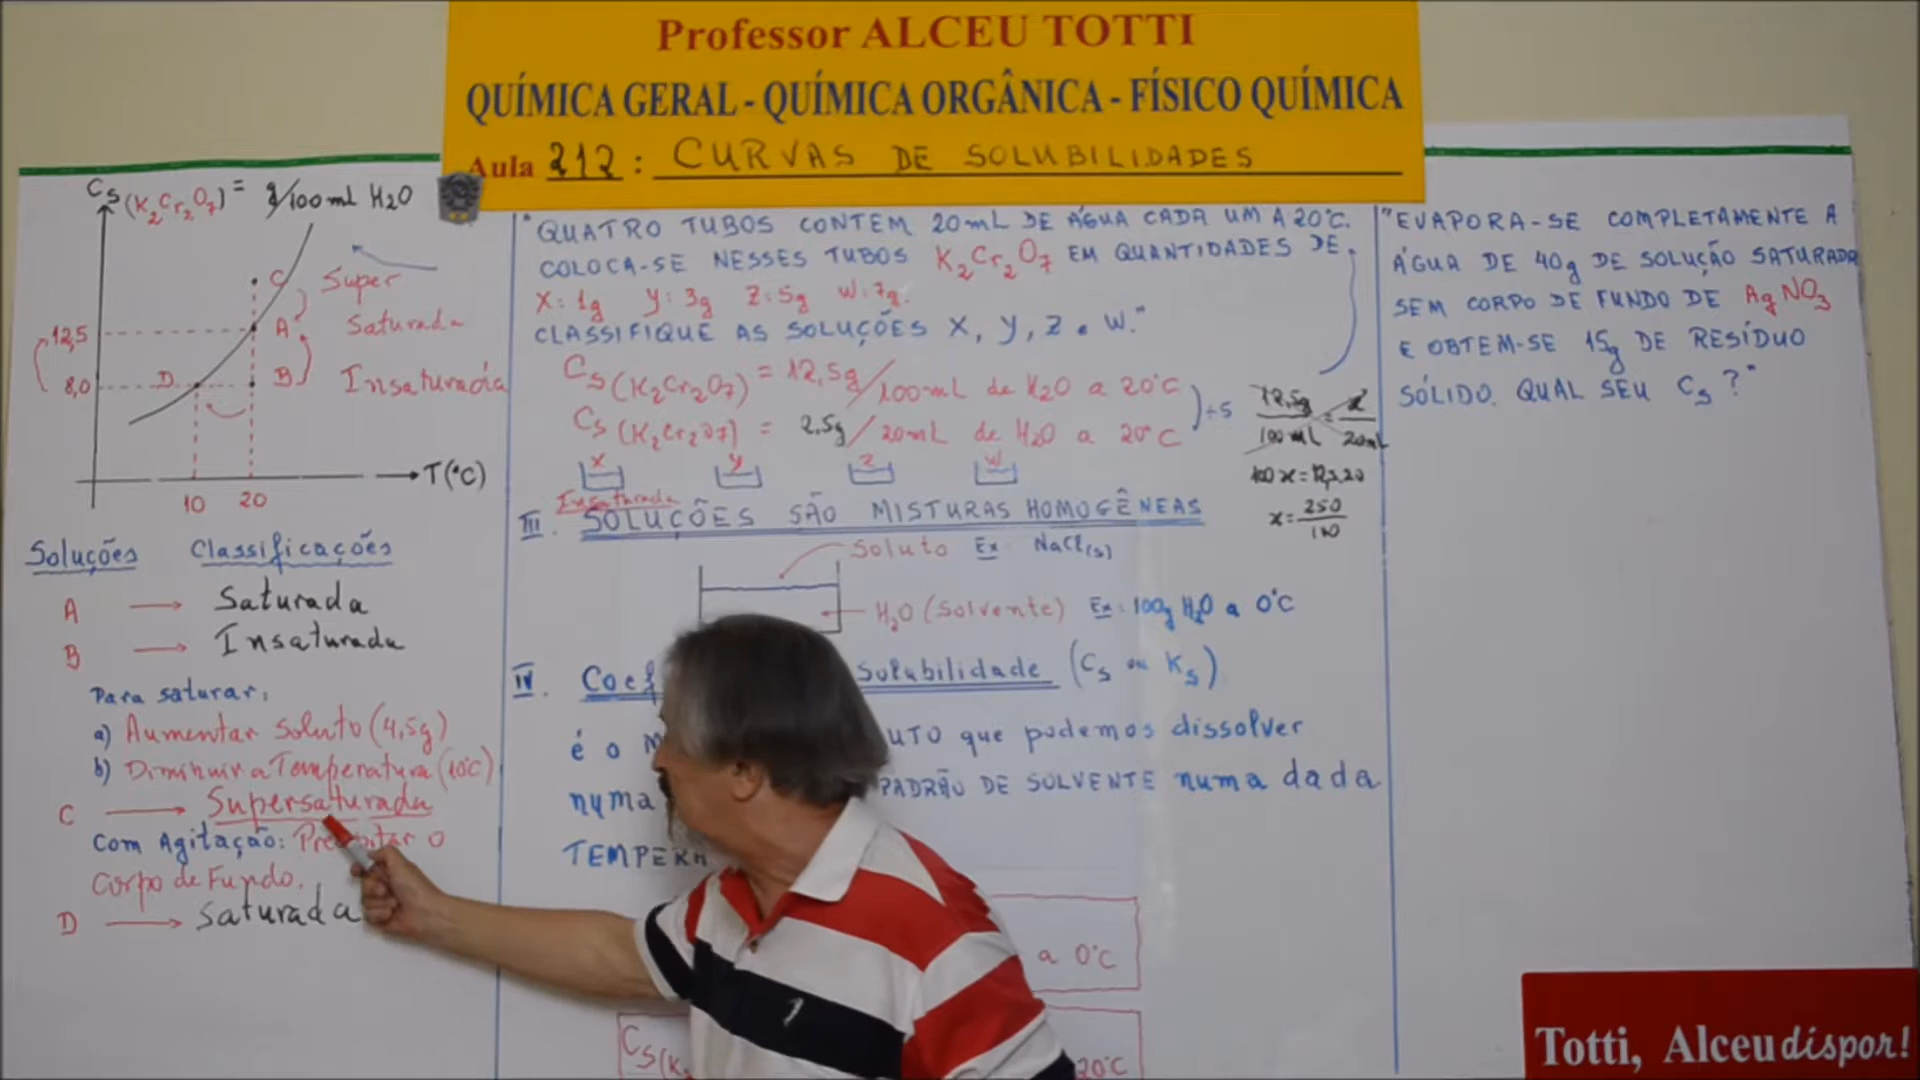 Professor ALCEU TOTTI
QUÍMICA GERAL - QUÍMICA ORGÂNICA - FÍSICO QUÍMICA
Aula 212: CURVAS DE SOLUBILIDADES
Cs(K2Cr2O7) = g/100ml H2O
C
Super
Saturada
12,5
A
8,0
D
B
Insaturada
T(°C)
10 20
Soluções Classificações
A → Saturada
B → Insaturada
Para saturar:
a) Aumentar Soluto (4,5g)
b) Diminuir a Temperatura (10°C)
C → Supersaturada
Com Agitação: Precipitar o
Corpo de Fundo.
D → Saturada
"QUATRO TUBOS CONTEM 20mL DE ÁGUA CADA UM A 20°C.
COLOCA-SE NESSES TUBOS K2Cr2O7 EM QUANTIDADES DE.
X: 1g Y: 3g Z: 5g W: 7g.
CLASSIFIQUE AS SOLUÇÕES X, Y, Z e W."
Cs(K2Cr2O7) = 12,5g/100mL de H2O a 20°C
Cs(K2Cr2O7) = 2,5g/20mL de H2O a 20°C
÷5
12,5g/100mL = x/20mL
100x = 12,5.20
x = 250/100
X Y Z W
Insaturada
III. SOLUÇÕES SÃO MISTURAS HOMOGÊNEAS
Soluto Ex: NaCl(s)
H2O (Solvente) Ex: 100g H2O a 0°C
IV. Coef Solubilidade (Cs ou Ks)
é o M UTO que podemos dissolver
numa PADRÃO DE SOLVENTE numa dada
TEMPERA
a 0°C
Cs(K 20°C
"EVAPORA-SE COMPLETAMENTE A
ÁGUA DE 40g DE SOLUÇÃO SATURADA
SEM CORPO DE FUNDO DE AgNO3
E OBTEM-SE 15g DE RESÍDUO
SÓLIDO. QUAL SEU Cs?"
Totti, Alceu dispor!